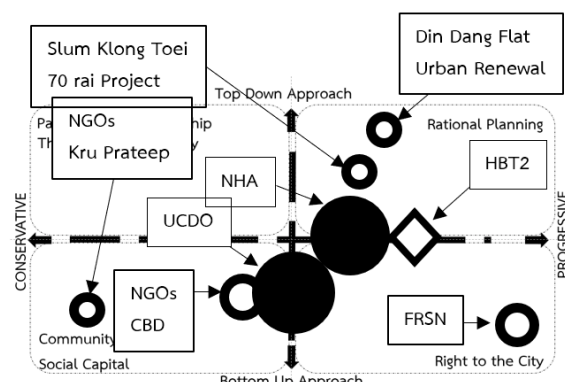 Slum Klong Toei
70 rai Project
Din Dang Flat
Urban Renewal
Top Down Approach
NGOs
Kru Prateep
Rational Planning
NHA
HBT2
UCDO
CONSERVATIVE
PROGRESSIVE
NGOs
CBD
FRSN
Community
Social Capital
Right to the City
Bottom Up Approach